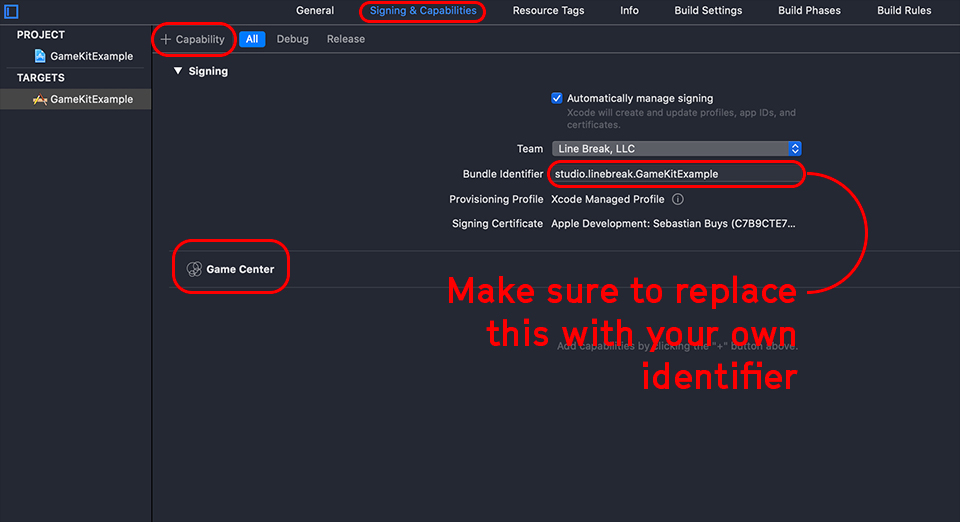 General Signing & Capabilities Resource Tags Info Build Settings Build Phases Build Rules
PROJECT
GameKitExample
TARGETS
GameKitExample
+ Capability All Debug Release
Signing
Automatically manage signing
Xcode will create and update profiles, app IDs, and
certificates.
Team Line Break, LLC
Bundle Identifier studio.linebreak.GameKitExample
Provisioning Profile Xcode Managed Profile
Signing Certificate Apple Development: Sebastian Buys (C7B9CTE7...
Game Center
Make sure to replace
this with your own
identifier
Add capabilities by clicking the "+" button above.